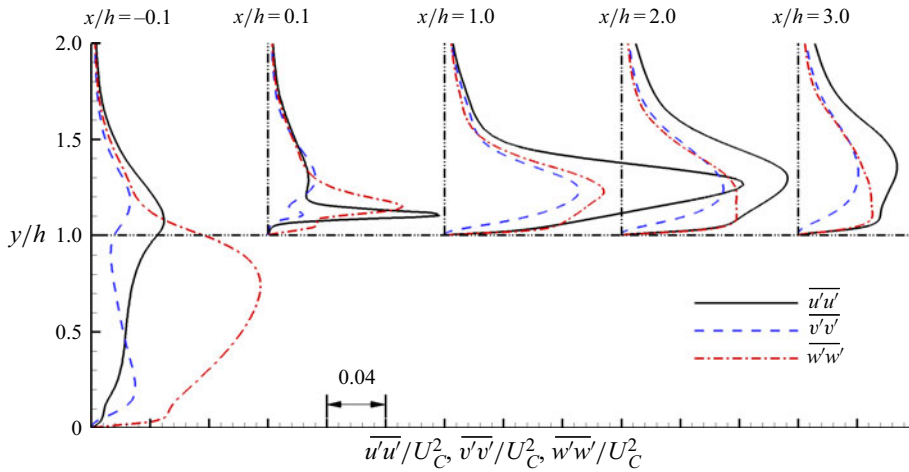 x/h = –0.1 x/h = 0.1 x/h = 1.0 x/h = 2.0 x/h = 3.0
2.0
1.5
y/h 1.0
u'u'
v'v'
0.5
w'w'
0.04
0
u'u'/U_C^2, v'v'/U_C^2, w'w'/U_C^2